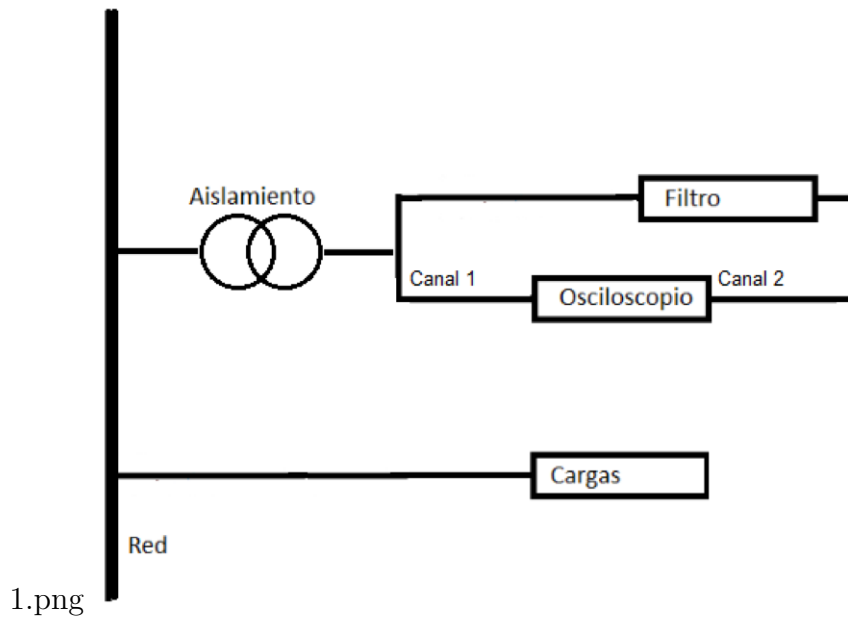 Aislamiento
Filtro
Canal 1
Osciloscopio
Canal 2
Cargas
Red
1.png